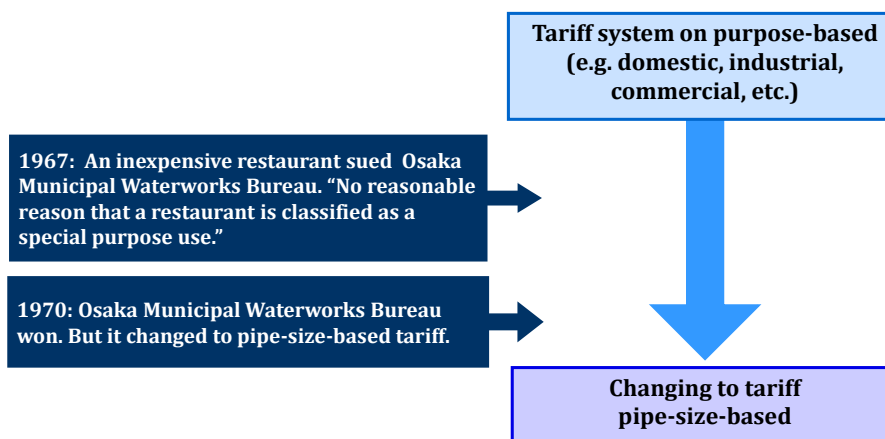 Tariff system on purpose-based
(e.g. domestic, industrial,
commercial, etc.)
1967:  An inexpensive restaurant sued  Osaka
Municipal Waterworks Bureau. “No reasonable
reason that a restaurant is classified as a
special purpose use.”
1970: Osaka Municipal Waterworks Bureau
won. But it changed to pipe-size-based tariff.
Changing to tariff
pipe-size-based